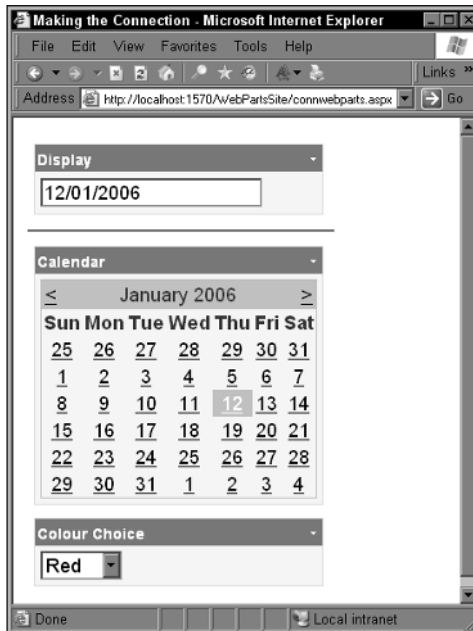 Making the Connection - Microsoft Internet Explorer
File Edit View Favorites Tools Help
Links »
Address http://localhost:1570/WebPartsSite/connwebparts.aspx Go
Display
12/01/2006
Calendar
< January 2006 >
Sun Mon Tue Wed Thu Fri Sat
25 26 27 28 29 30 31
1 2 3 4 5 6 7
8 9 10 11 12 13 14
15 16 17 18 19 20 21
22 23 24 25 26 27 28
29 30 31 1 2 3 4
Colour Choice
Red
Done Local intranet